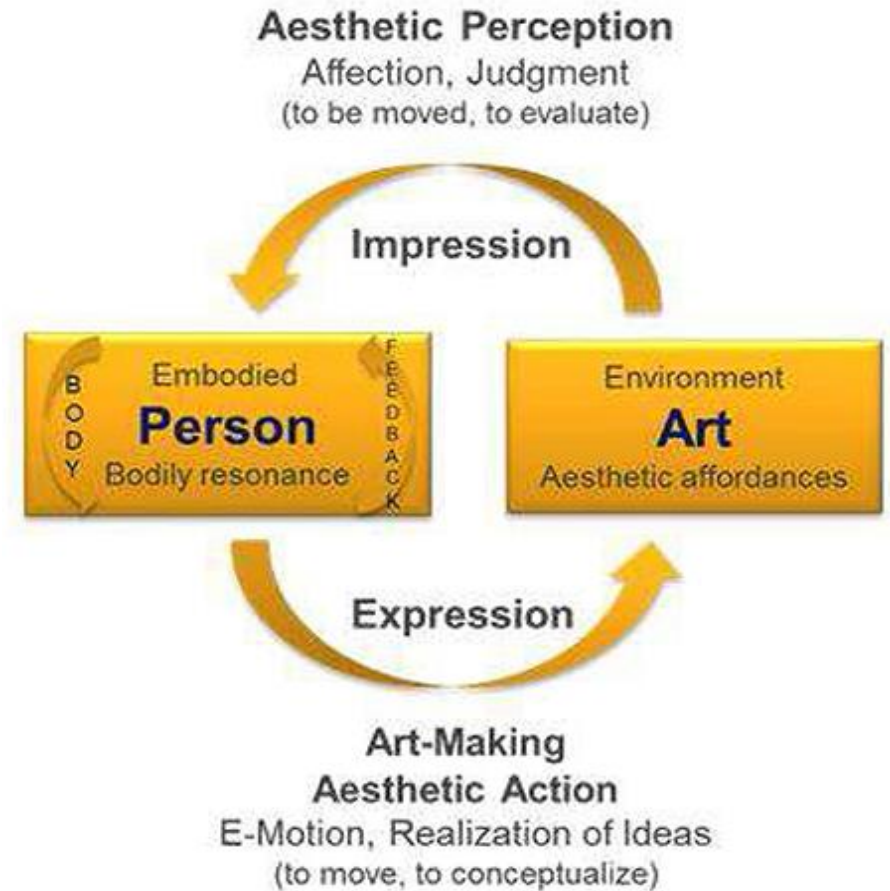 Aesthetic Perception
Affection, Judgment
(to be moved, to evaluate)
Impression
BODY
Embodied
Person
Bodily resonance
FEEDBACK
Environment
Art
Aesthetic affordances
Expression
Art-Making
Aesthetic Action
E-Motion, Realization of Ideas
(to move, to conceptualize)